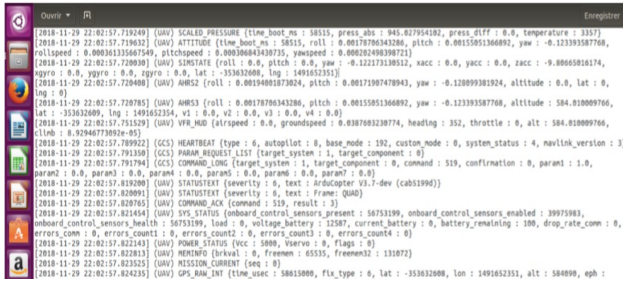 Ouvrir
Enregistrer
[2018-11-29 22:02:57.719249] (UAV) SCALED_PRESSURE {time_boot_ms : 58515, press_abs : 945.027954102, press_diff : 0.0, temperature : 3357}
[2018-11-29 22:02:57.719632] (UAV) ATTITUDE {time_boot_ms : 58515, roll : 0.00178706343286, pitch : 0.00155051366892, yaw : -0.123393587768,
rollspeed : 0.000361335667549, pitchspeed : 0.000306043430735, yawspeed : 0.000202498398721}
[2018-11-29 22:02:57.720030] (UAV) SIMSTATE {roll : 0.0, pitch : 0.0, yaw : -0.122173130512, xacc : 0.0, yacc : 0.0, zacc : -9.80665016174,
xgyro : 0.0, ygyro : 0.0, zgyro : 0.0, lat : -353632608, lng : 1491652351}
[2018-11-29 22:02:57.720408] (UAV) AHRS2 {roll : 0.00194001873024, pitch : 0.00171907478943, yaw : -0.128099381924, altitude : 0.0, lat : 0,
lng : 0}
[2018-11-29 22:02:57.720785] (UAV) AHRS3 {roll : 0.00178706343286, pitch : 0.00155051366892, yaw : -0.123393587768, altitude : 584.010009766,
lat : -353632609, lng : 1491652354, v1 : 0.0, v2 : 0.0, v3 : 0.0, v4 : 0.0}
[2018-11-29 22:02:57.751529] (UAV) VFR_HUD {airspeed : 0.0, groundspeed : 0.0387603230774, heading : 352, throttle : 0, alt : 584.010009766,
climb : 8.92946773092e-05}
[2018-11-29 22:02:57.789922] (GCS) HEARTBEAT {type : 6, autopilot : 8, base_mode : 192, custom_mode : 0, system_status : 4, mavlink_version : 3}
[2018-11-29 22:02:57.791350] (GCS) PARAM_REQUEST_LIST {target_system : 1, target_component : 0}
[2018-11-29 22:02:57.791794] (GCS) COMMAND_LONG {target_system : 1, target_component : 0, command : 519, confirmation : 0, param1 : 1.0,
param2 : 0.0, param3 : 0.0, param4 : 0.0, param5 : 0.0, param6 : 0.0, param7 : 0.0}
[2018-11-29 22:02:57.819200] (UAV) STATUSTEXT {severity : 6, text : ArduCopter V3.7-dev (cab5199d)}
[2018-11-29 22:02:57.820091] (UAV) STATUSTEXT {severity : 6, text : Frame: QUAD}
[2018-11-29 22:02:57.820765] (UAV) COMMAND_ACK {command : 519, result : 3}
[2018-11-29 22:02:57.821454] (UAV) SYS_STATUS {onboard_control_sensors_present : 56753199, onboard_control_sensors_enabled : 39975983,
onboard_control_sensors_health : 56753199, load : 0, voltage_battery : 12587, current_battery : 0, battery_remaining : 100, drop_rate_comm : 0,
errors_comm : 0, errors_count1 : 0, errors_count2 : 0, errors_count3 : 0, errors_count4 : 0}
[2018-11-29 22:02:57.822143] (UAV) POWER_STATUS {Vcc : 5000, Vservo : 0, flags : 0}
[2018-11-29 22:02:57.822813] (UAV) MEMINFO {brkval : 0, freemem : 65535, freemem32 : 131072}
[2018-11-29 22:02:57.823525] (UAV) MISSION_CURRENT {seq : 0}
[2018-11-29 22:02:57.824235] (UAV) GPS_RAW_INT {time_usec : 58615000, fix_type : 6, lat : -353632608, lon : 1491652351, alt : 584090, eph :